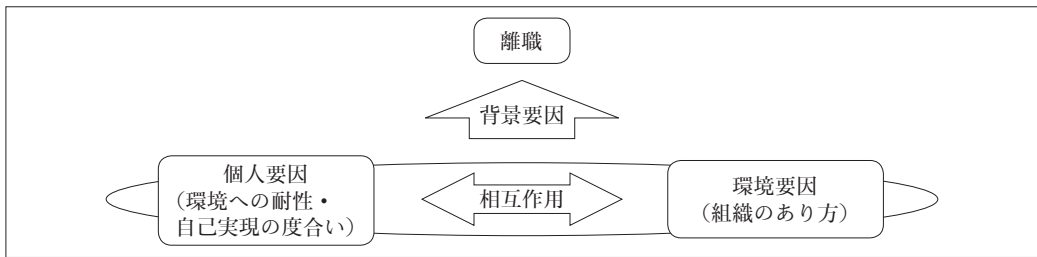 離職
背景要因
個人要因
（環境への耐性・
自己実現の度合い）
相互作用
環境要因
（組織のあり方）